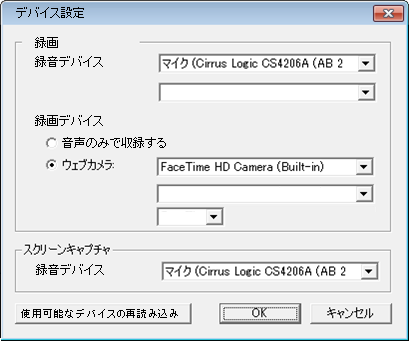 デバイス設定
録画
録音デバイス
マイク (Cirrus Logic CS4206A (AB 2
録画デバイス
音声のみで収録する
ウェブカメラ:
FaceTime HD Camera (Built-in)
スクリーンキャプチャ
録音デバイス
マイク (Cirrus Logic CS4206A (AB 2
使用可能なデバイスの再読み込み
OK
キャンセル